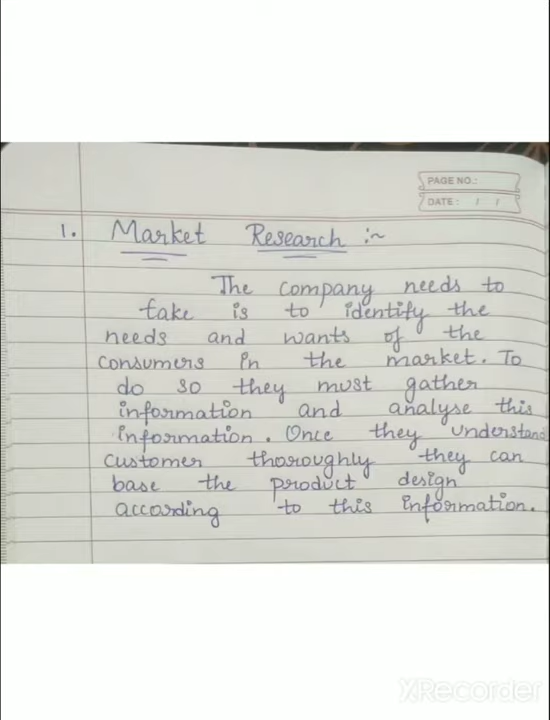 PAGE NO.:
DATE: / /
1. Market Research :~
The company needs to
take is to identify the
needs and wants of the
consumers in the market. To
do so they must gather
information and analyse this
information. Once they understand
customer thoroughly they can
base the product design
according to this information.
XRecorder